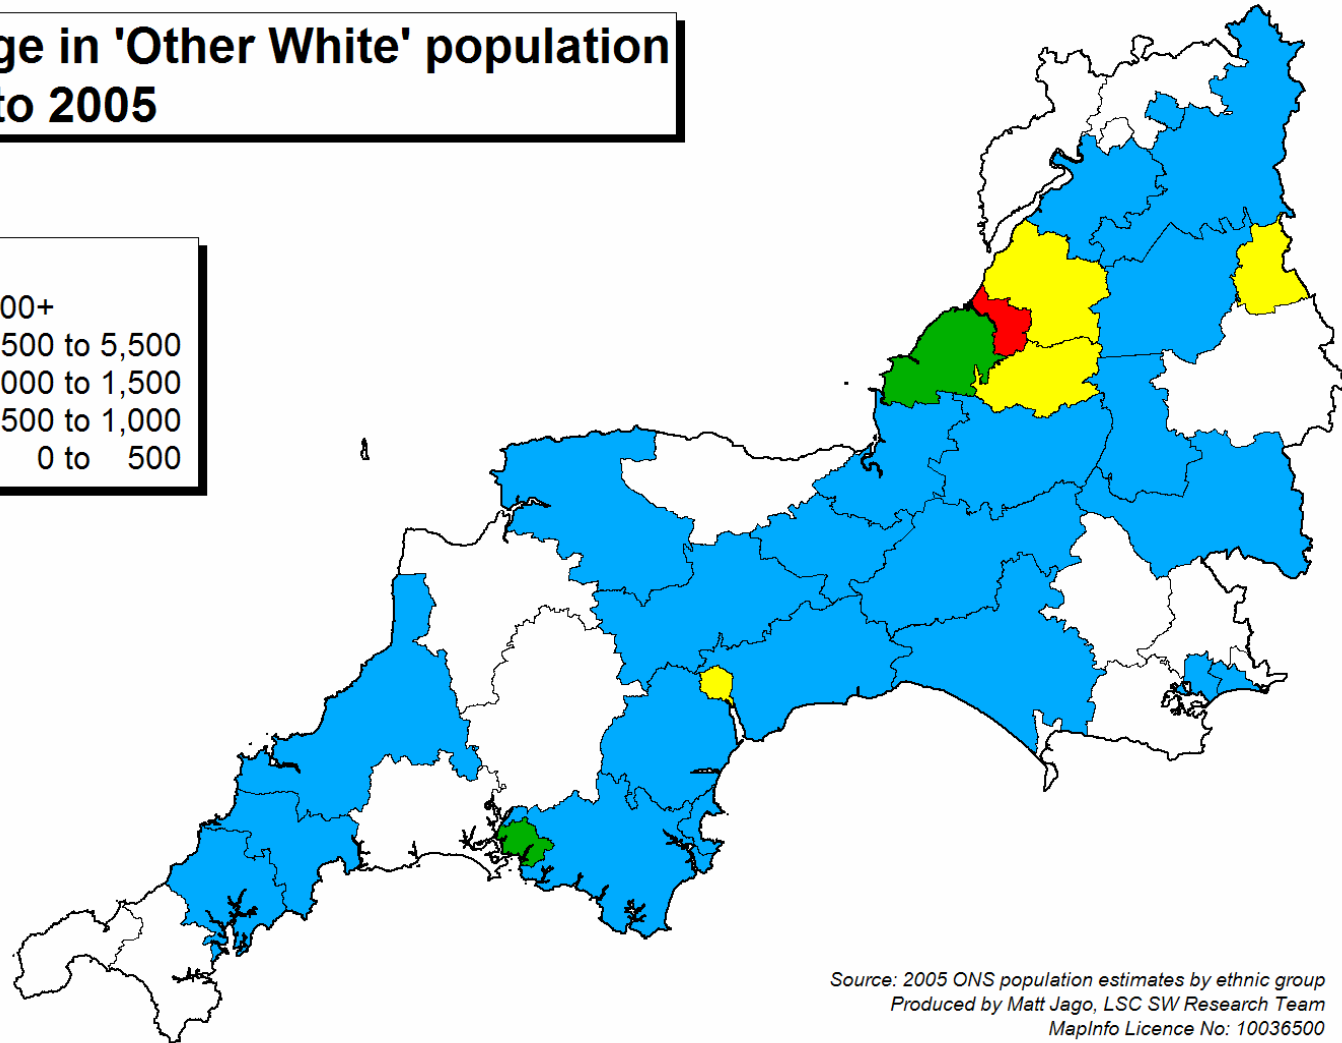 ge in 'Other White' population
to 2005
00+
500 to 5,500
000 to 1,500
500 to 1,000
0 to 500
Source: 2005 ONS population estimates by ethnic group
Produced by Matt Jago, LSC SW Research Team
MapInfo Licence No: 10036500